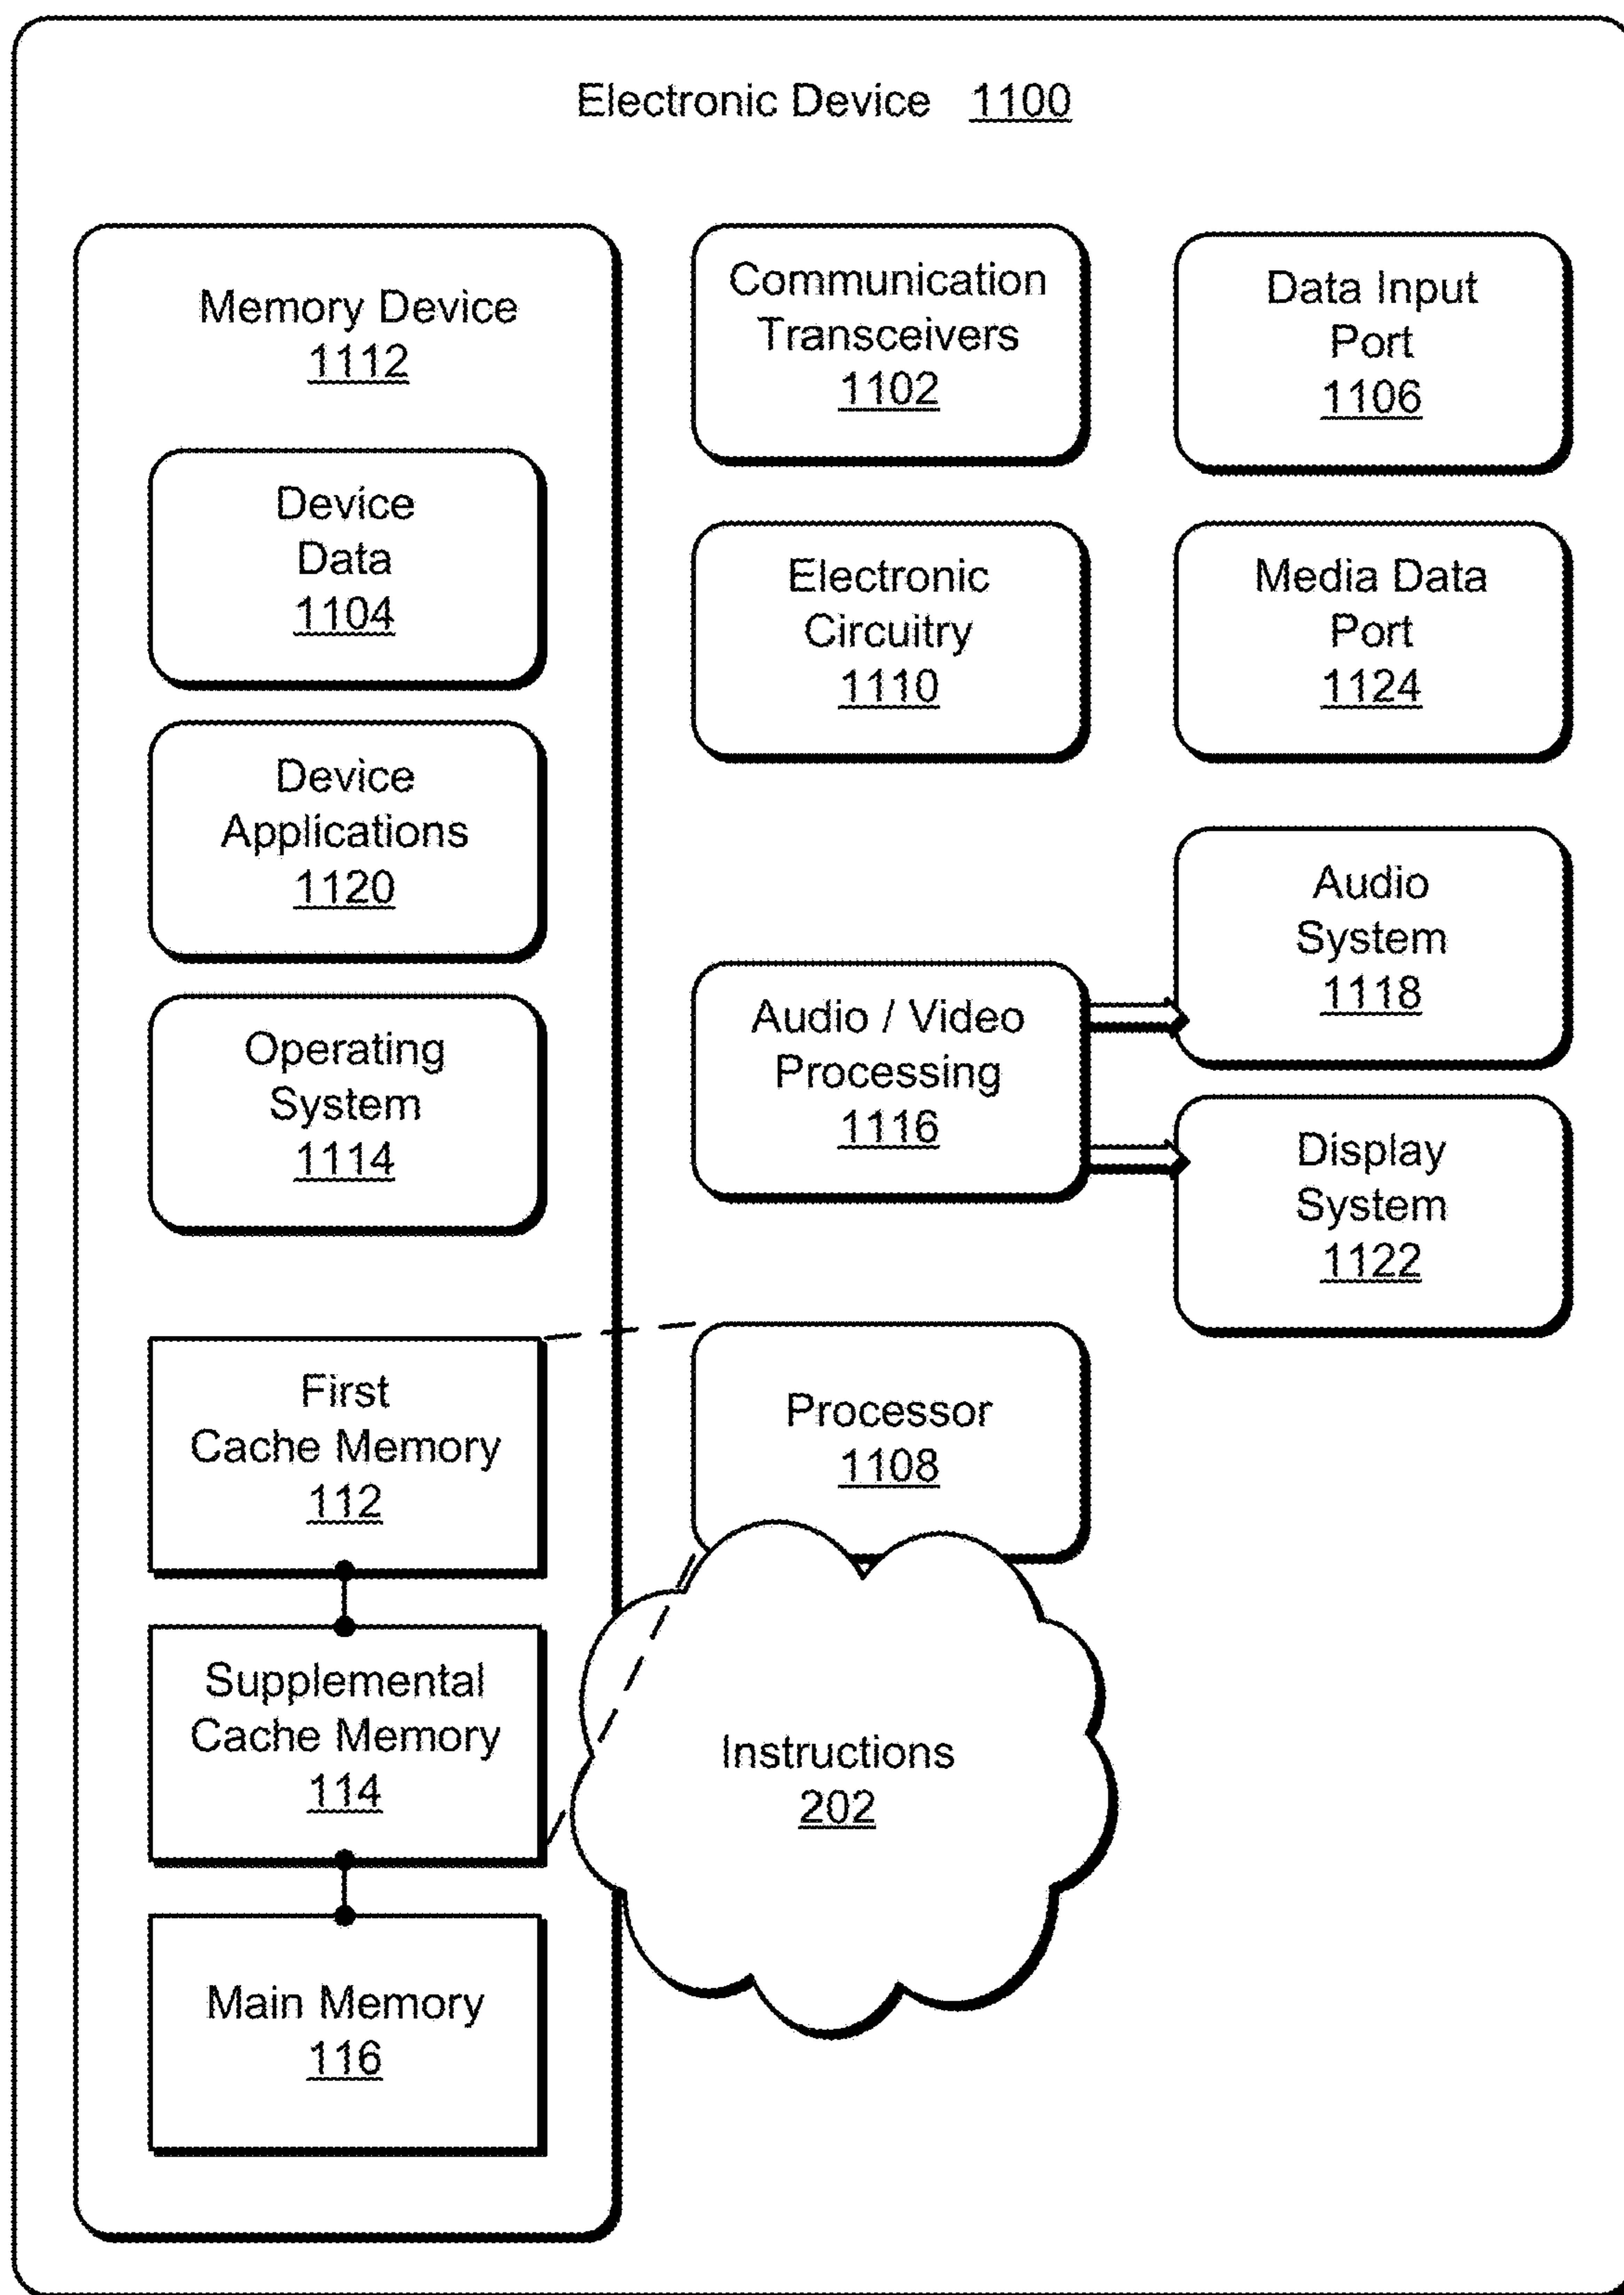 Electronic Device 1100
Memory Device
1112
Device
Data
1104
Device
Applications
1120
Operating
System
1114
First
Cache Memory
112
Supplemental
Cache Memory
114
Main Memory
116
Communication
Transceivers
1102
Electronic
Circuitry
1110
Audio / Video
Processing
1116
Processor
1108
Instructions
202
Data Input
Port
1106
Media Data
Port
1124
Audio
System
1118
Display
System
1122